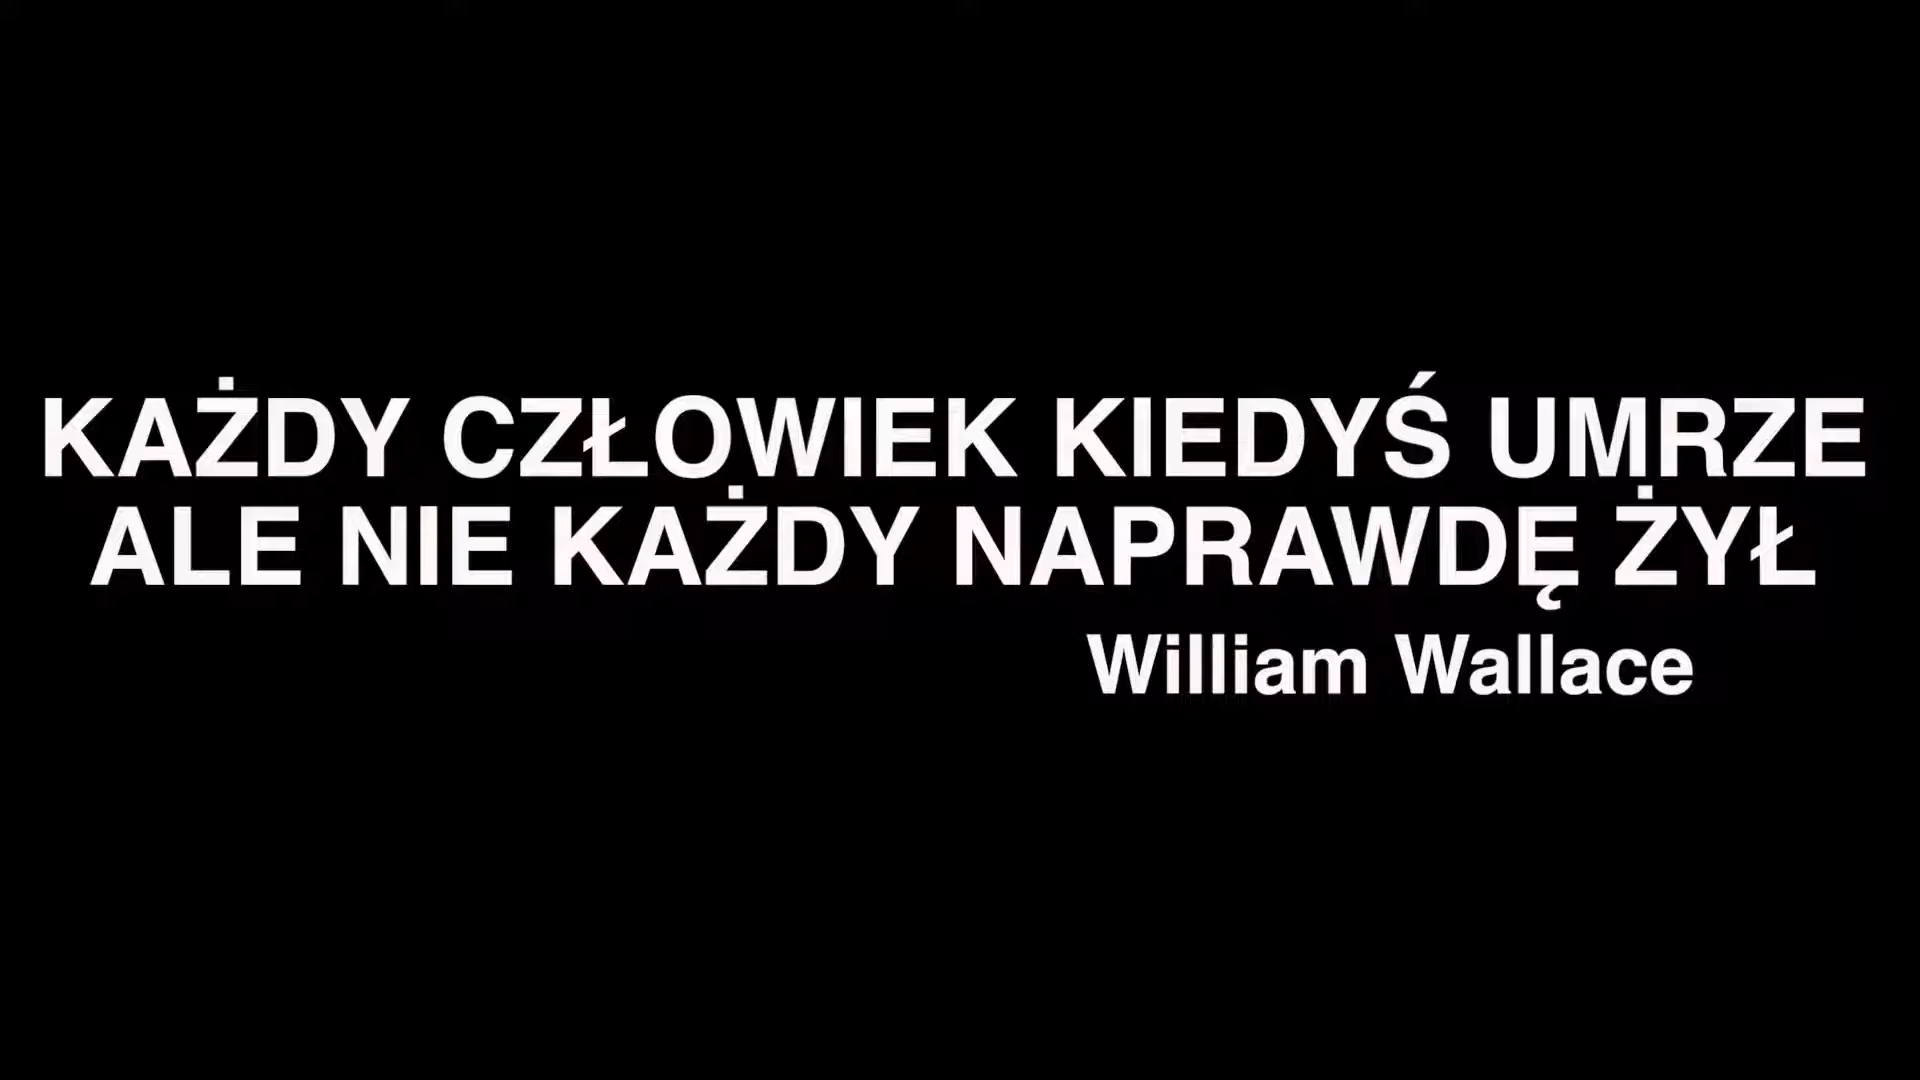 KAŻDY CZŁOWIEK KIEDYŚ UMRZE
ALE NIE KAŻDY NAPRAWDĘ ŻYŁ
William Wallace